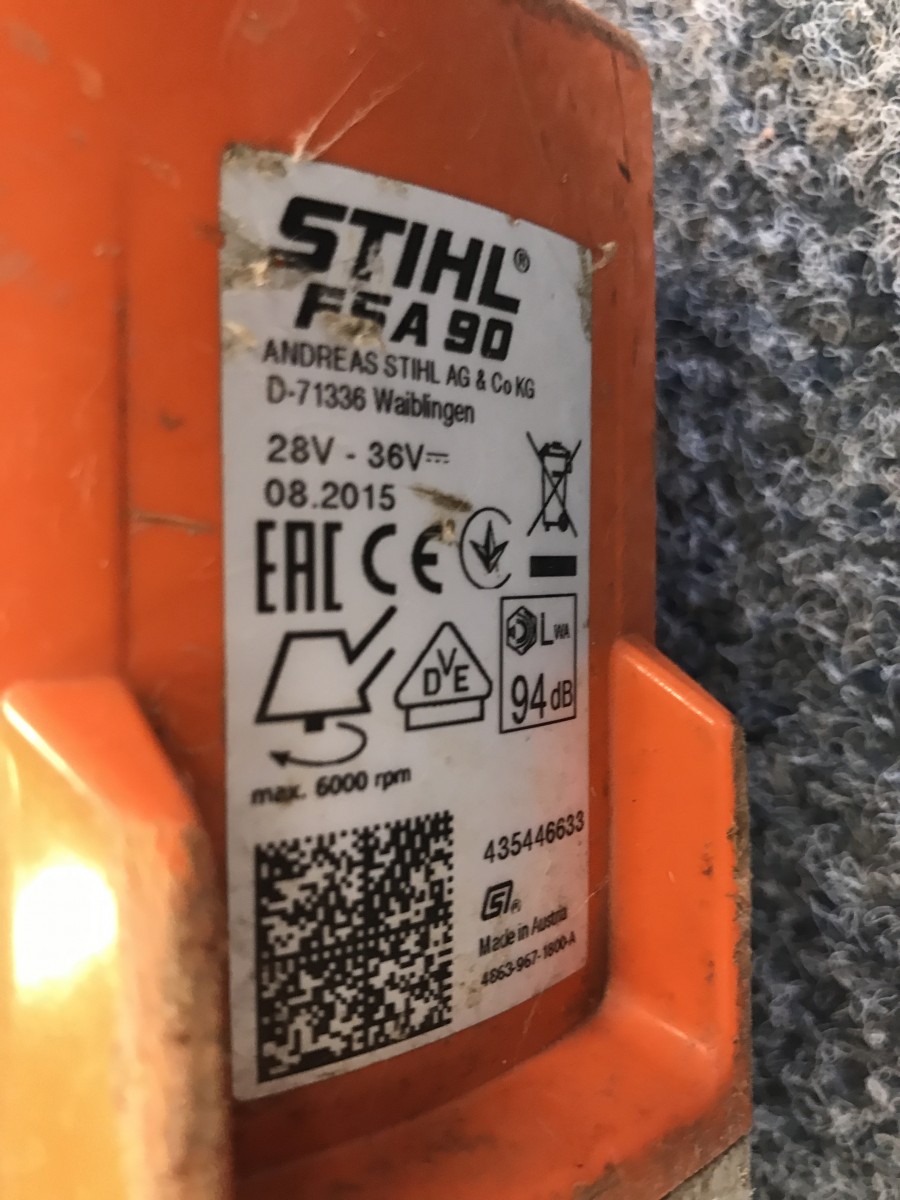 STIHL®
FSA 90
ANDREAS STIHL AG & Co KG
D-71336 Waiblingen
28V - 36V
08.2015
EAC CE
DVE
LWA
94 dB
max. 6000 rpm
435446633
Made in Austria
4863-967-1800-A